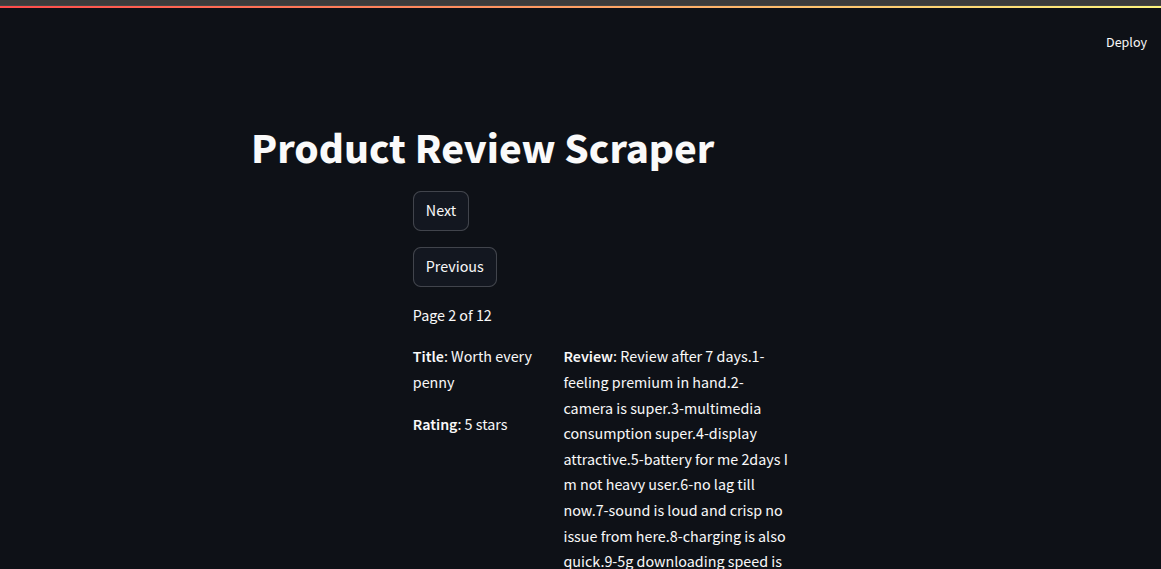 Deploy
Product Review Scraper
Next
Previous
Page 2 of 12
Title: Worth every
penny
Rating: 5 stars
Review: Review after 7 days.1-
feeling premium in hand.2-
camera is super.3-multimedia
consumption super.4-display
attractive.5-battery for me 2days I
m not heavy user.6-no lag till
now.7-sound is loud and crisp no
issue from here.8-charging is also
quick.9-5g downloading speed is